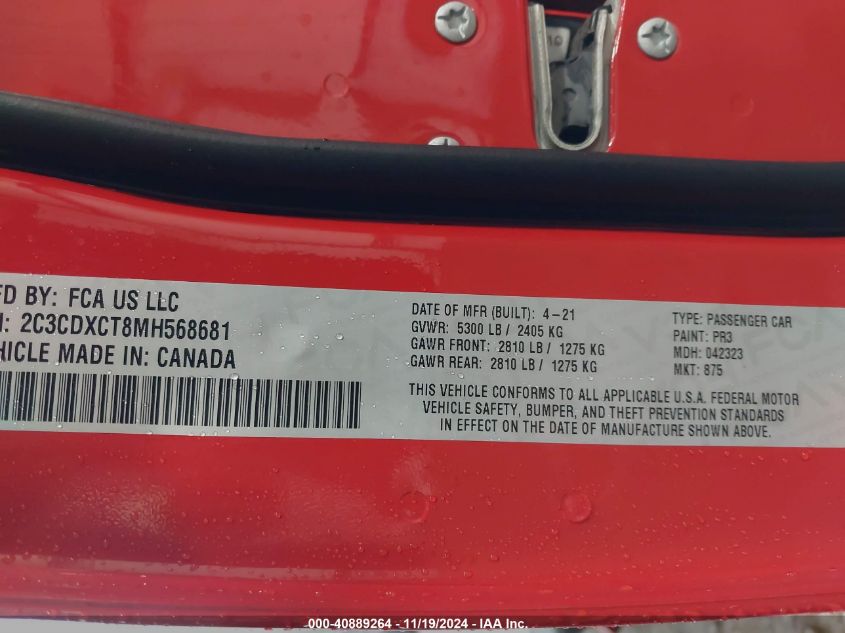 FD BY: FCA US LLC
: 2C3CDXCT8MH568681
EHICLE MADE IN: CANADA
DATE OF MFR (BUILT): 4-21
GVWR: 5300 LB / 2405 KG
GAWR FRONT: 2810 LB / 1275 KG
GAWR REAR: 2810 LB / 1275 KG
TYPE: PASSENGER CAR
PAINT: PR3
MDH: 042323
MKT: 875
THIS VEHICLE CONFORMS TO ALL APPLICABLE U.S.A. FEDERAL MOTOR
VEHICLE SAFETY, BUMPER, AND THEFT PREVENTION STANDARDS
IN EFFECT ON THE DATE OF MANUFACTURE SHOWN ABOVE.
000-40889264 - 11/19/2024 - IAA Inc.